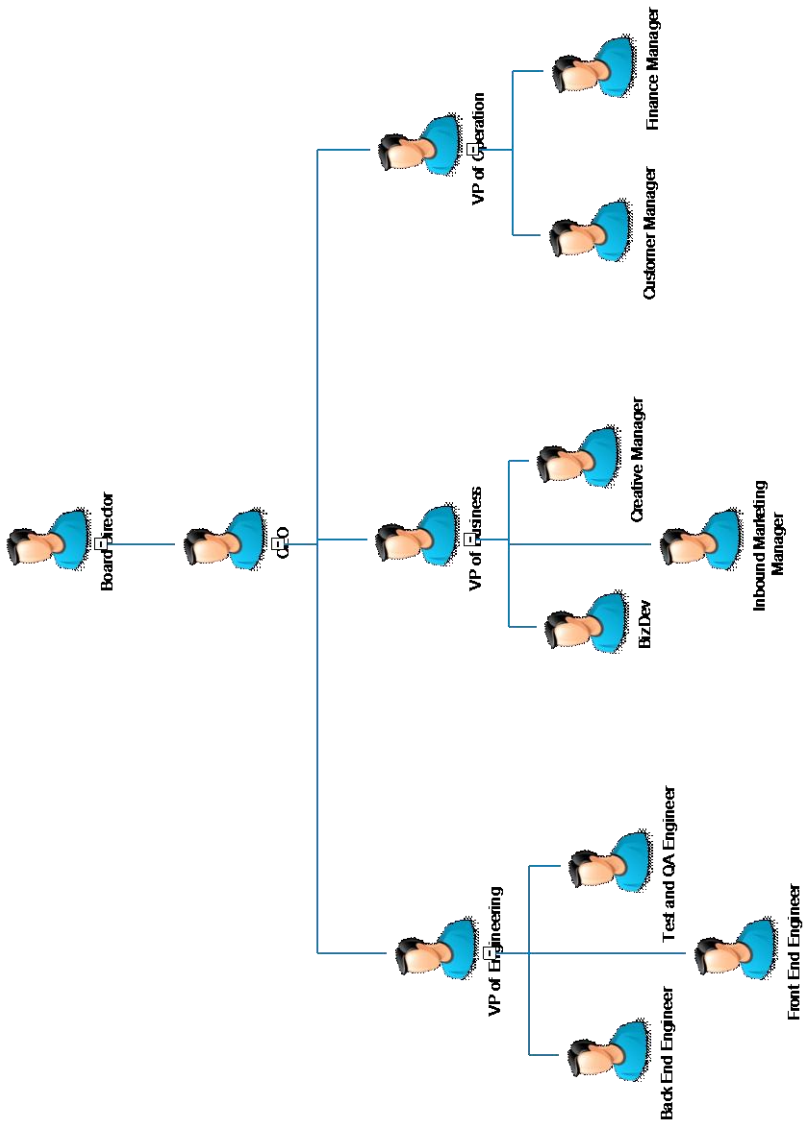 Board Director
CEO
VP of Engineering
VP of Business
VP of Operation
Back End Engineer
Test and QA Engineer
BizDev
Creative Manager
Customer Manager
Finance Manager
Front End Engineer
Inbound Marketing
Manager